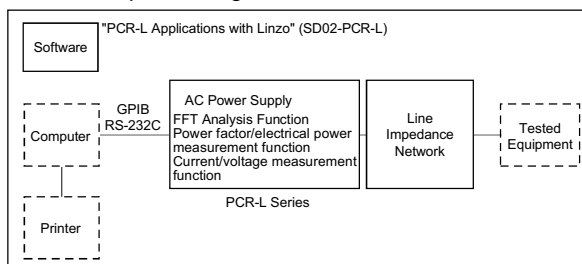 "PCR-L Applications with Linzo" (SD02-PCR-L)
Software
GPIB
RS-232C
Computer
Printer
AC Power Supply
FFT Analysis Function
Power factor/electrical power
measurement function
Current/voltage measurement
function
PCR-L Series
Line
Impedance
Network
Tested
Equipment